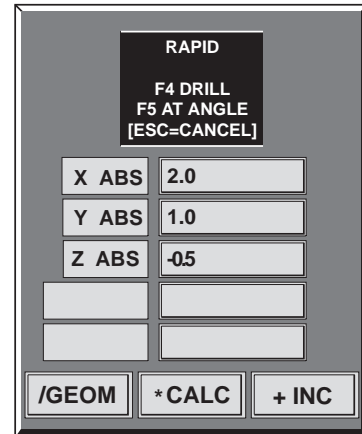 RAPID
F4 DRILL
F5 AT ANGLE
[ESC=CANCEL]
X ABS 2.0
Y ABS 1.0
Z ABS -0.5
/GEOM *CALC + INC